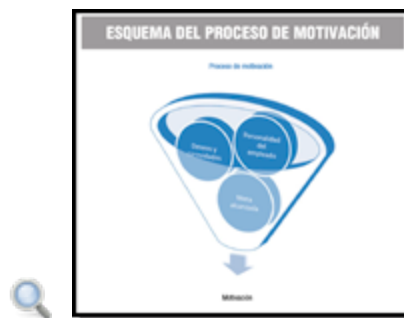 ESQUEMA DEL PROCESO DE MOTIVACIÓN
Proceso de motivación
Deseos y
necesidades
Personalidad
del
empleado
Meta
alcanzada
Motivación